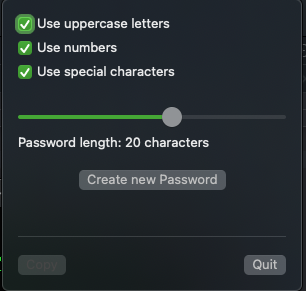 Use uppercase letters
Use numbers
Use special characters
Password length: 20 characters
Create new Password
Copy
Quit